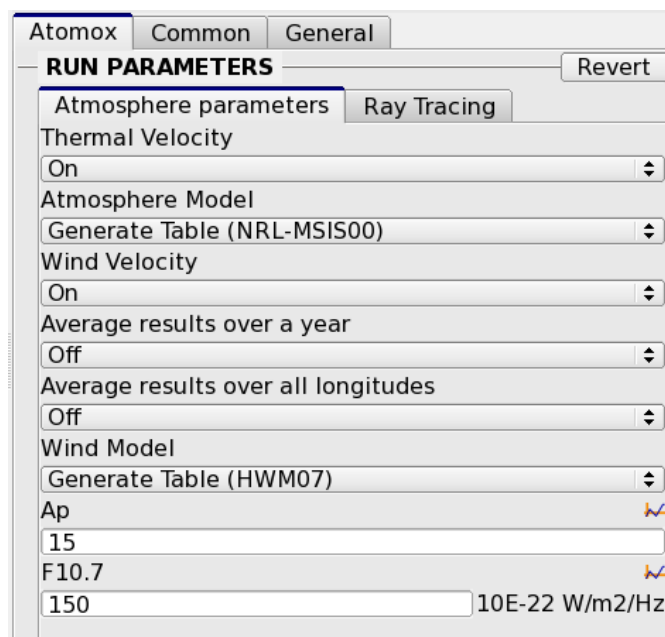 Atomox Common General
RUN PARAMETERS Revert
Atmosphere parameters Ray Tracing
Thermal Velocity
On
Atmosphere Model
Generate Table (NRL-MSIS00)
Wind Velocity
On
Average results over a year
Off
Average results over all longitudes
Off
Wind Model
Generate Table (HWM07)
Ap
15
F10.7
150 10E-22 W/m2/Hz